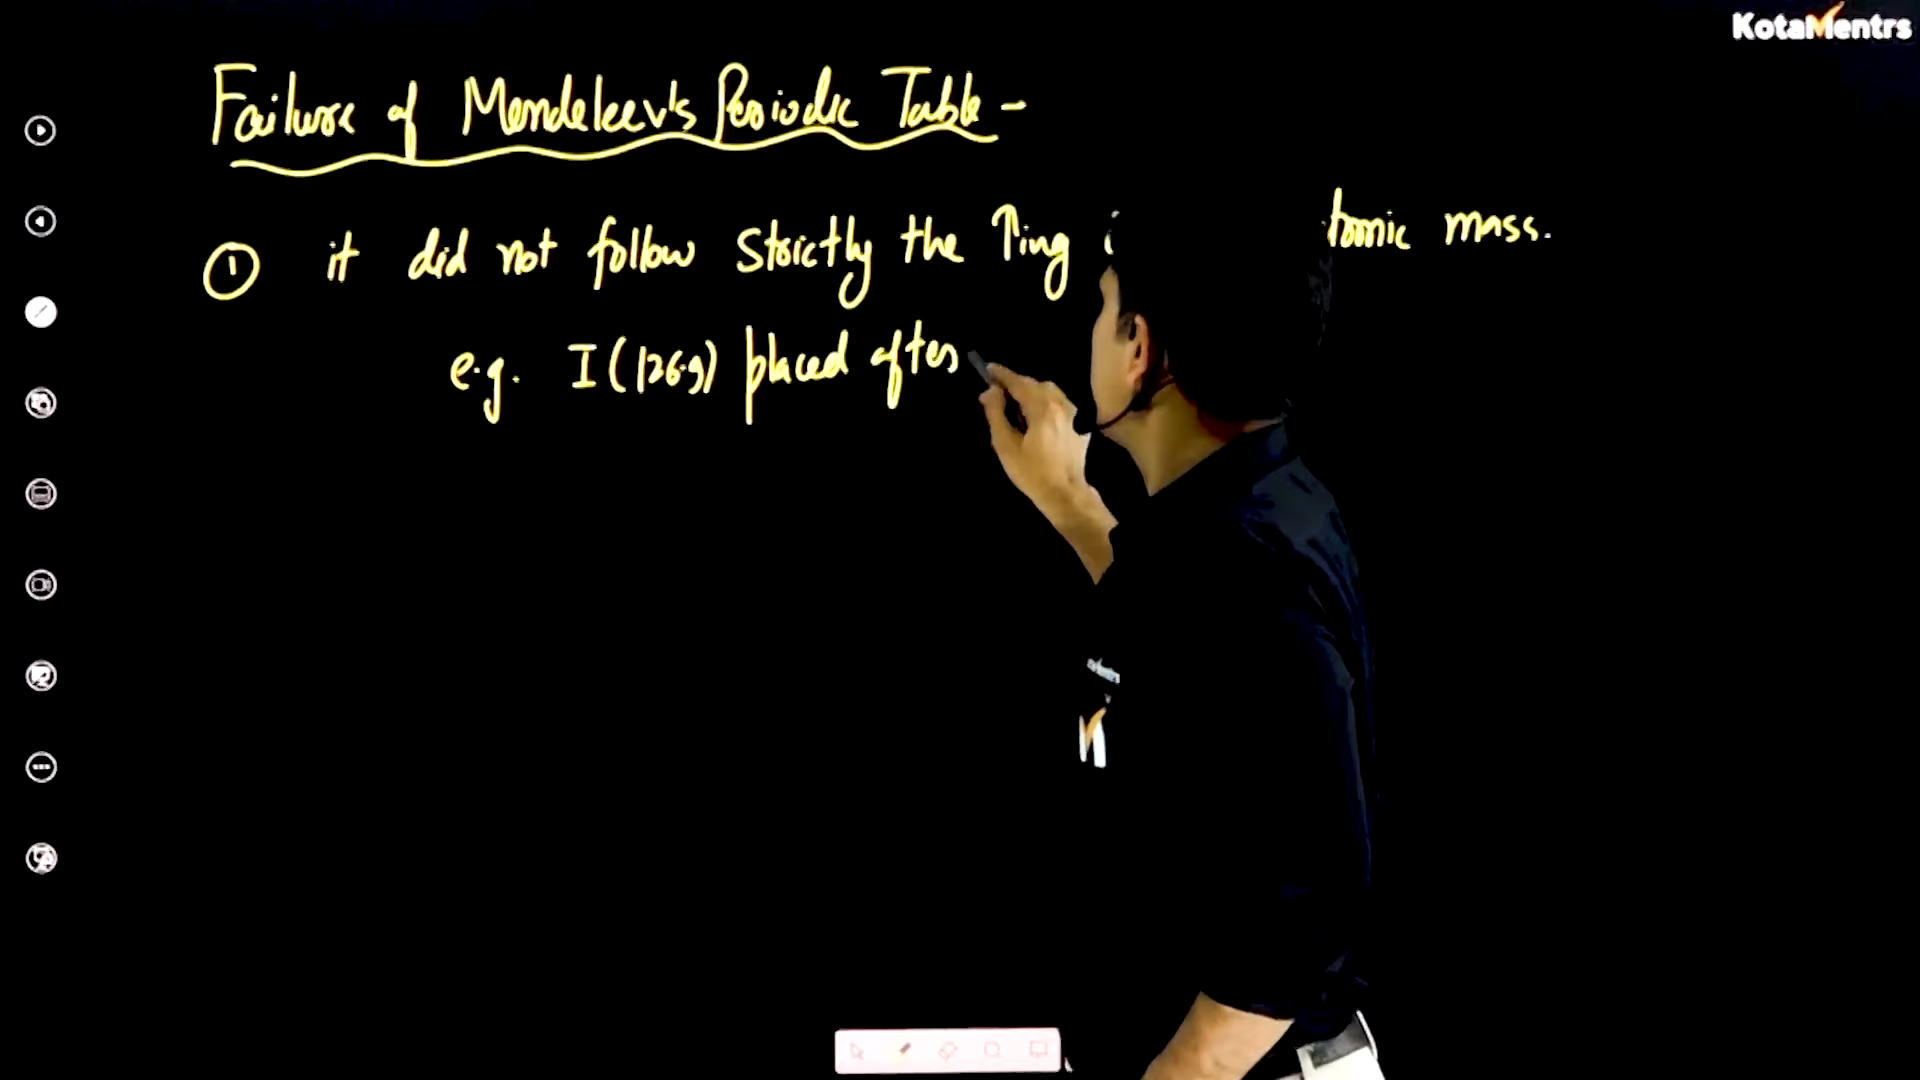 KotaMentrs
Failure of Mendeleev's Periodic Table -
① it did not follow strictly the ↑ing tomic mass.
e.g. I (126.9) placed after